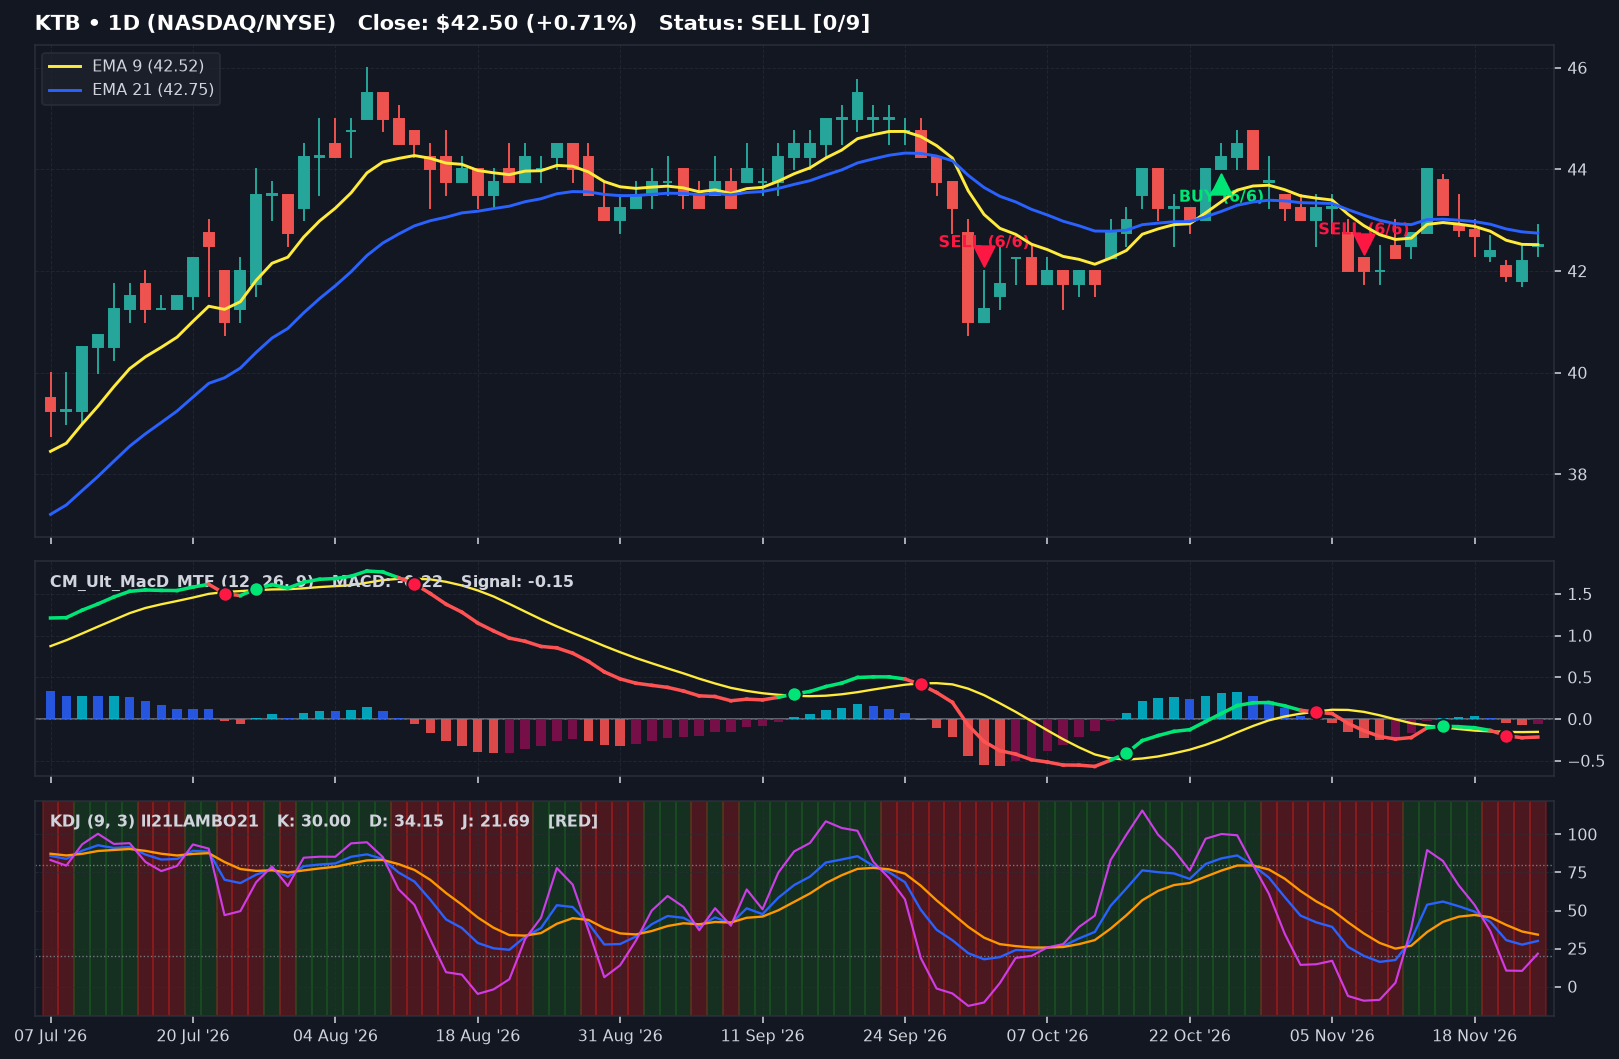 KTB • 1D (NASDAQ/NYSE)   Close: $42.50 (+0.71%)   Status: SELL [0/9]
EMA 9 (42.52)
EMA 21 (42.75)
46
44
42
40
38
BUY (6/6)
SELL (6/6)
SELL (6/6)
CM_Ult_MacD_MTF (12, 26, 9)   MACD: -0.22   Signal: -0.15
1.5
1.0
0.5
0.0
−0.5
KDJ (9, 3) II21LAMBO21   K: 30.00   D: 34.15   J: 21.69   [RED]
100
75
50
25
0
07 Jul '26
20 Jul '26
04 Aug '26
18 Aug '26
31 Aug '26
11 Sep '26
24 Sep '26
07 Oct '26
22 Oct '26
05 Nov '26
18 Nov '26